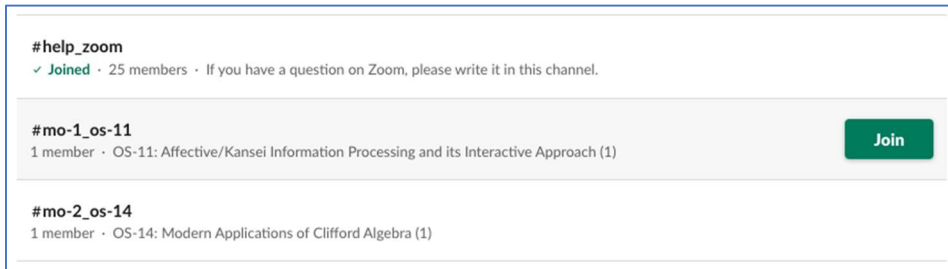 #help_zoom
✓ Joined · 25 members · If you have a question on Zoom, please write it in this channel.
#mo-1_os-11
1 member · OS-11: Affective/Kansei Information Processing and its Interactive Approach (1)
Join
#mo-2_os-14
1 member · OS-14: Modern Applications of Clifford Algebra (1)